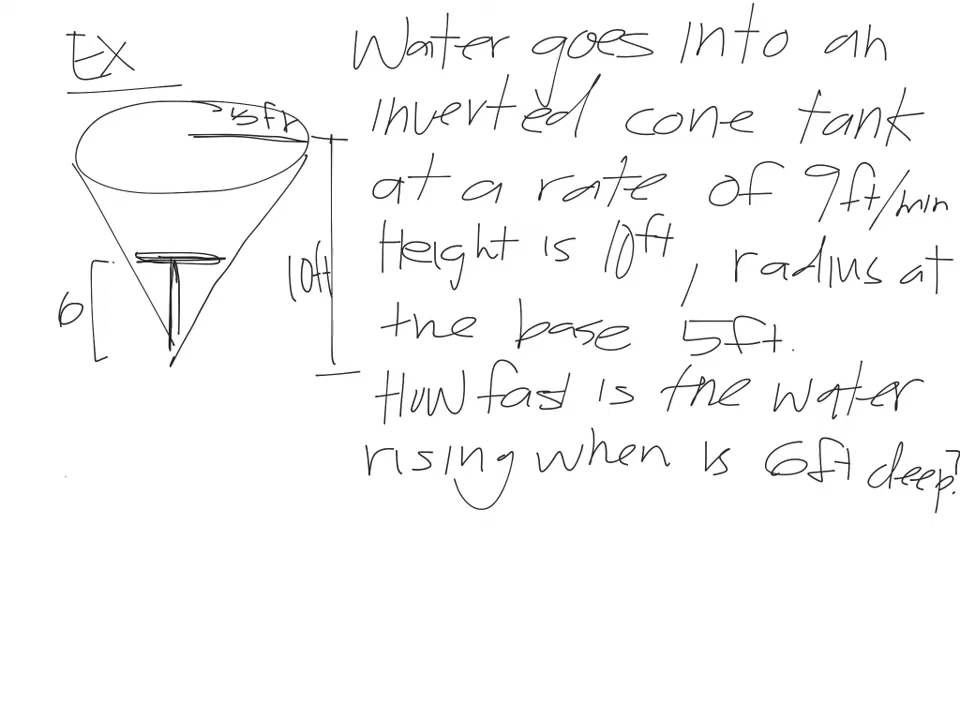 EX
5ft
10ft
6
Water goes into an
inverted cone tank
at a rate of 9ft/min
Height is 10ft, radius at
the base 5ft.
How fast is the water
rising when is 6ft deep?